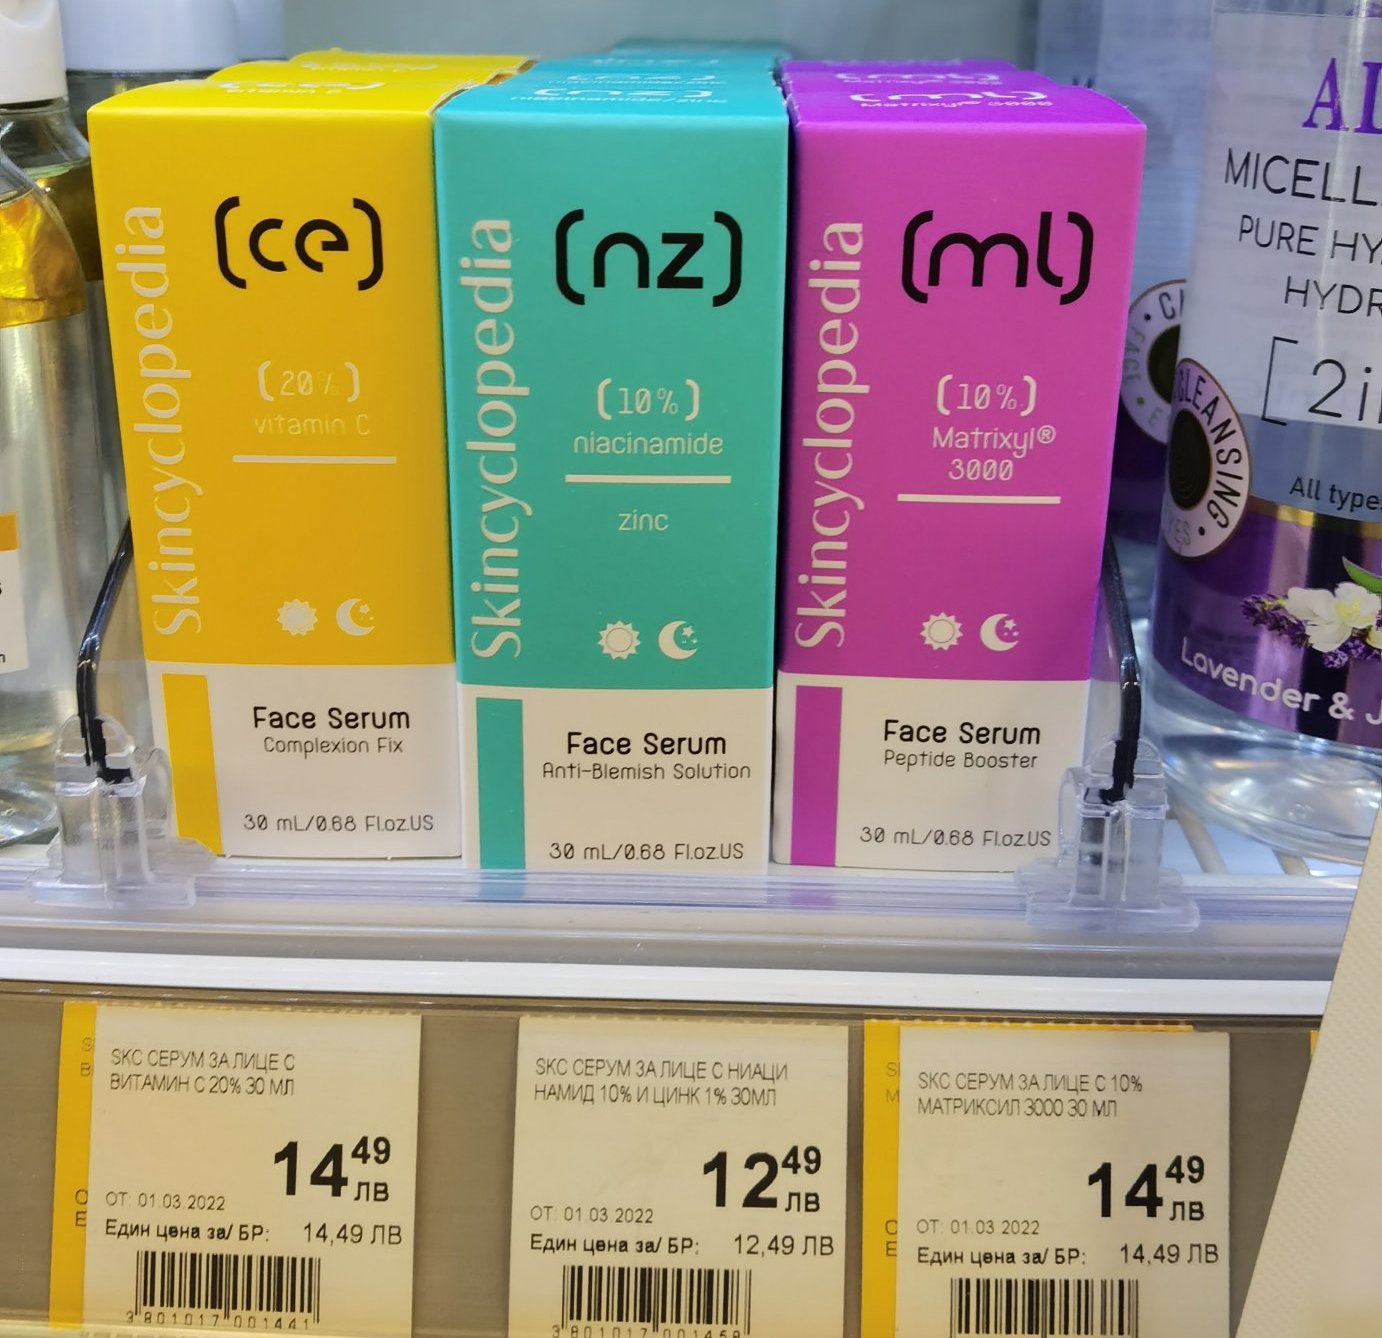 Skincyclopedia
(ce)
(20%)
vitamin C
Face Serum
Complexion Fix
30 mL/0.68 Fl.oz.US
niacinamide/zinc
Skincyclopedia
(nz)
(10%)
niacinamide
zinc
Face Serum
Anti-Blemish Solution
30 mL/0.68 Fl.oz.US
(ml)
Matrixyl® 3000
Skincyclopedia
(ml)
(10%)
Matrixyl®
3000
Face Serum
Peptide Booster
30 mL/0.68 Fl.oz.US
MICELL
PURE HY
HYDR
[2i
All type
CLEANSING
Lavender & J
SKC СЕРУМ ЗА ЛИЦЕ С
ВИТАМИН С 20% 30 МЛ
14 49
ЛВ
ОТ: 01.03.2022
Един цена за/ БР: 14,49 ЛВ
3 801017 001441
SKC СЕРУМ ЗА ЛИЦЕ С НИАЦИ
НАМИД 10% И ЦИНК 1% 30МЛ
12 49
ЛВ
ОТ: 01.03.2022
Един цена за/ БР: 12,49 ЛВ
3 801017 001458
SKC СЕРУМ ЗА ЛИЦЕ С 10%
МАТРИКСИЛ 3000 30 МЛ
14 49
ЛВ
ОТ: 01.03.2022
Един цена за/ БР: 14,49 ЛВ